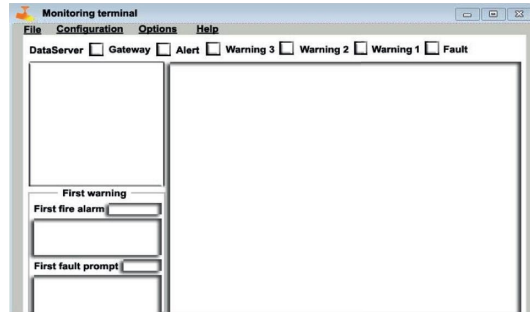 Monitoring terminal
File Configuration Options Help
DataServer Gateway Alert Warning 3 Warning 2 Warning 1 Fault
First warning
First fire alarm
First fault prompt